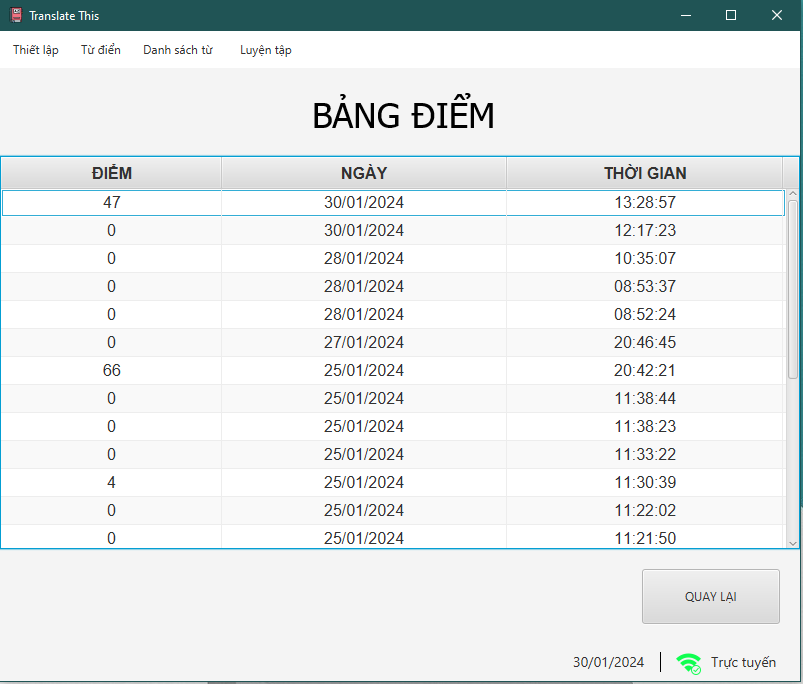 Translate This
Thiết lập Từ điển Danh sách từ Luyện tập
BẢNG ĐIỂM
ĐIỂM NGÀY THỜI GIAN
47 30/01/2024 13:28:57
0 30/01/2024 12:17:23
0 28/01/2024 10:35:07
0 28/01/2024 08:53:37
0 28/01/2024 08:52:24
0 27/01/2024 20:46:45
66 25/01/2024 20:42:21
0 25/01/2024 11:38:44
0 25/01/2024 11:38:23
0 25/01/2024 11:33:22
4 25/01/2024 11:30:39
0 25/01/2024 11:22:02
0 25/01/2024 11:21:50
QUAY LẠI
30/01/2024 Trực tuyến